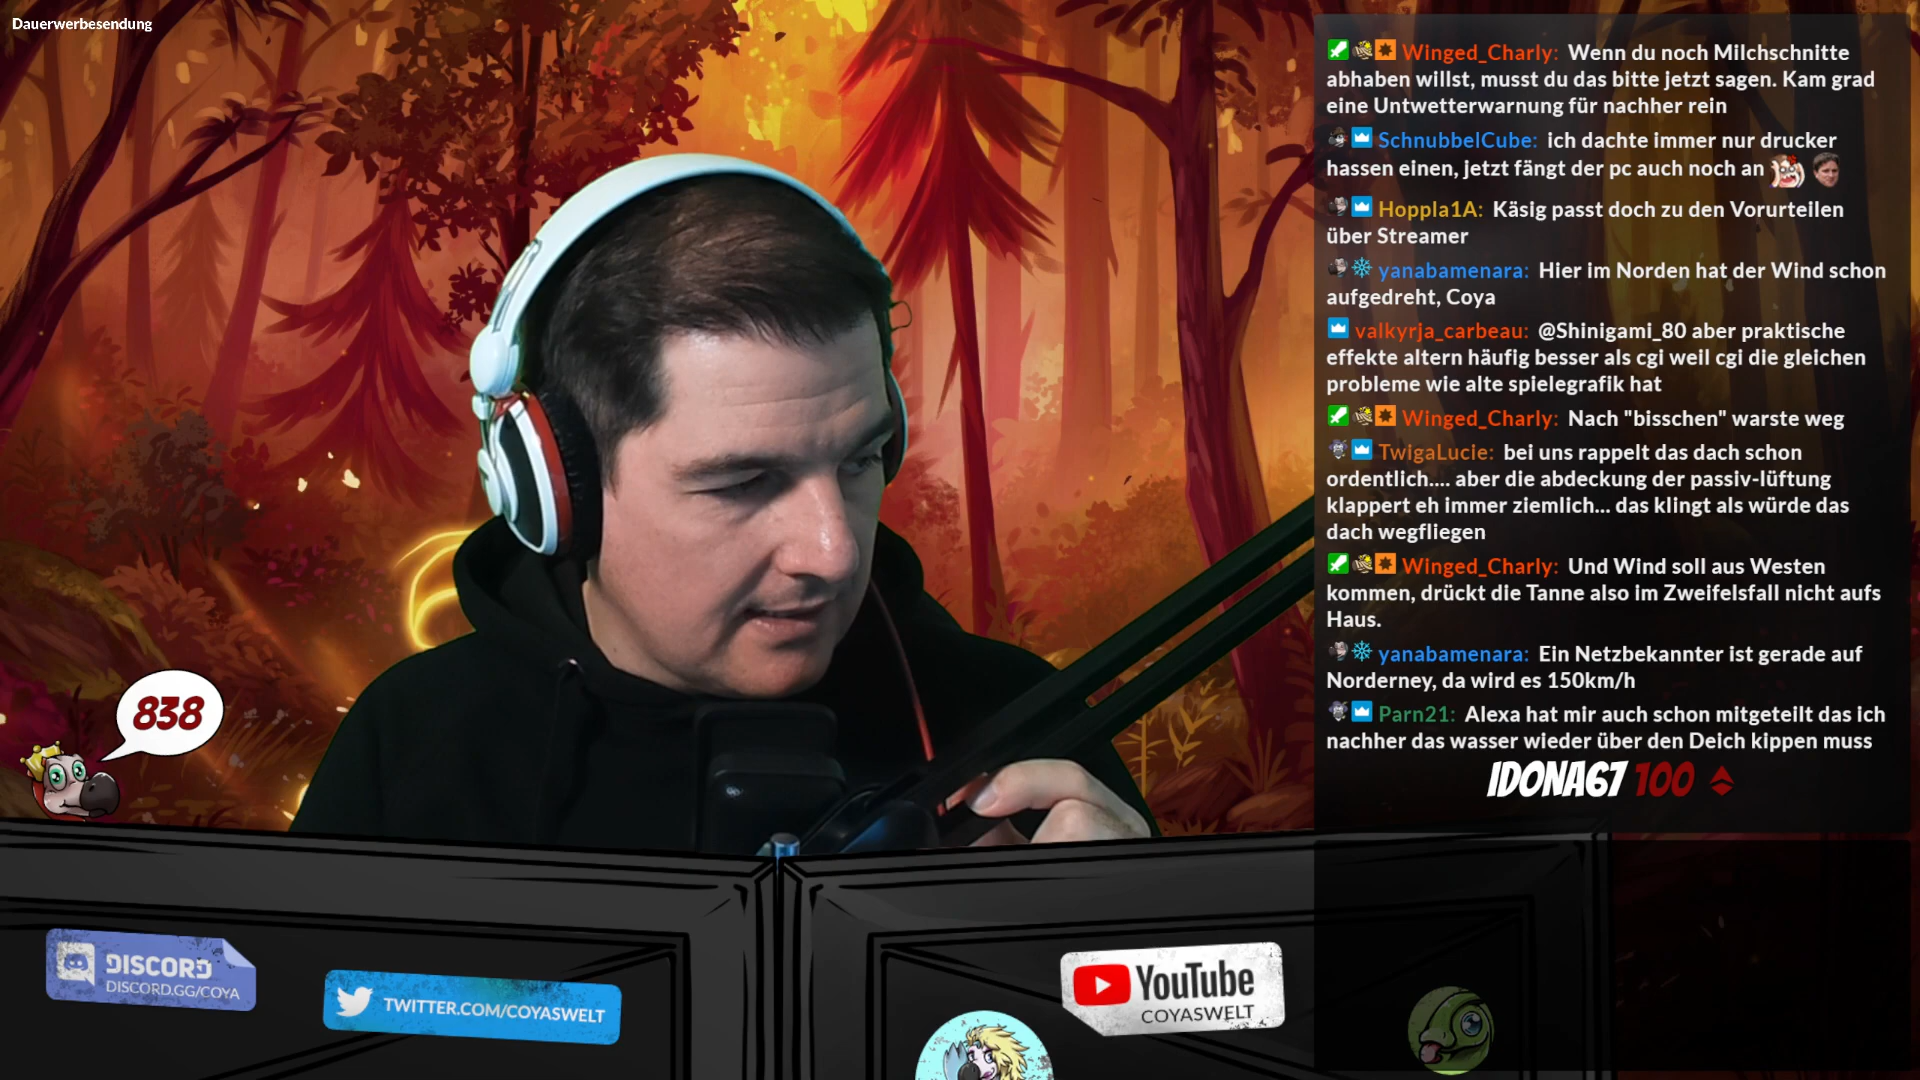 Dauerwerbesendung
Winged_Charly: Wenn du noch Milchschnitte
abhaben willst, musst du das bitte jetzt sagen. Kam grad
eine Untwetterwarnung für nachher rein
SchnubbelCube: ich dachte immer nur drucker
hassen einen, jetzt fängt der pc auch noch an
Hoppla1A: Käsig passt doch zu den Vorurteilen
über Streamer
yanabamenara: Hier im Norden hat der Wind schon
aufgedreht, Coya
valkyrja_carbeau: @Shinigami_80 aber praktische
effekte altern häufig besser als cgi weil cgi die gleichen
probleme wie alte spielegrafik hat
Winged_Charly: Nach "bisschen" warste weg
TwigaLucie: bei uns rappelt das dach schon
ordentlich.... aber die abdeckung der passiv-lüftung
klappert eh immer ziemlich... das klingt als würde das
dach wegfliegen
Winged_Charly: Und Wind soll aus Westen
kommen, drückt die Tanne also im Zweifelsfall nicht aufs
Haus.
yanabamenara: Ein Netzbekannter ist gerade auf
Norderney, da wird es 150km/h
Parn21: Alexa hat mir auch schon mitgeteilt das ich
nachher das wasser wieder über den Deich kippen muss
IDONA67 100
838
DISCORD
DISCORD.GG/COYA
TWITTER.COM/COYASWELT
YouTube
COYASWELT